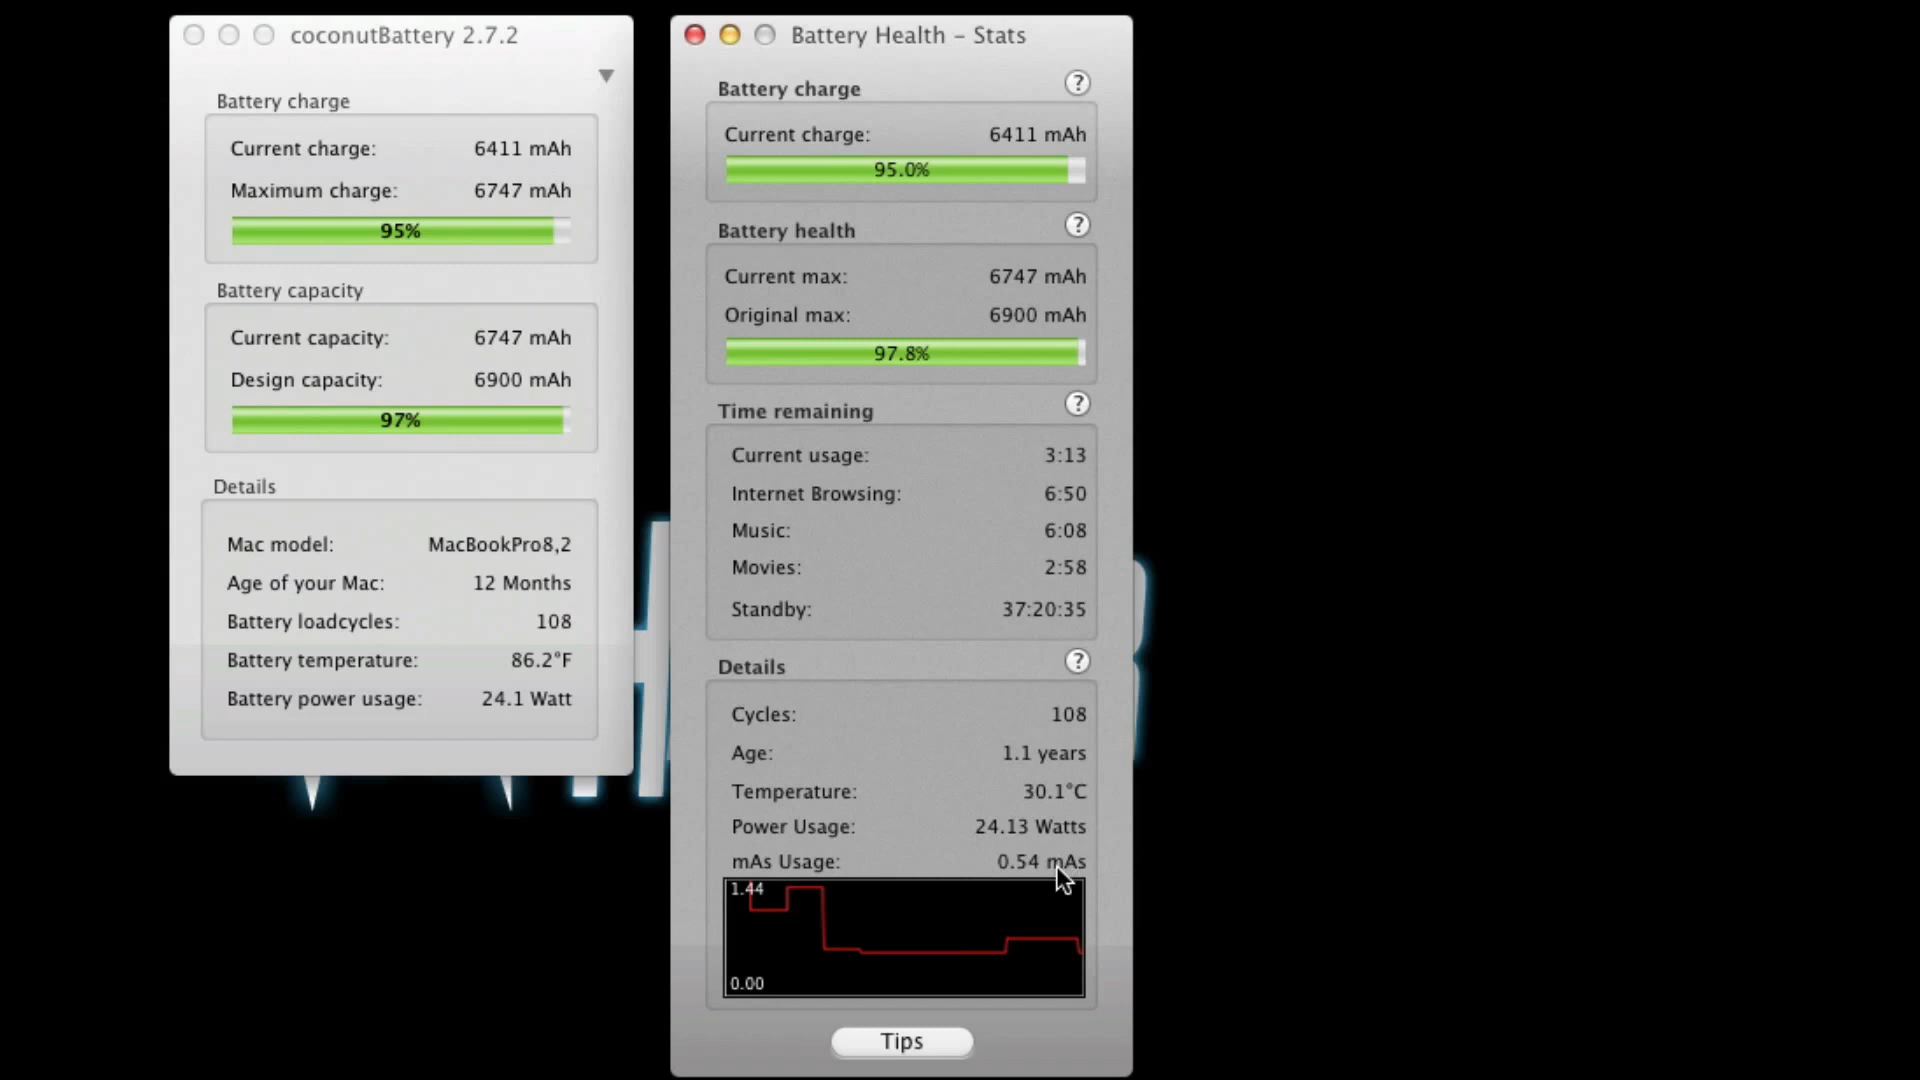 coconutBattery 2.7.2
Battery charge
Current charge: 6411 mAh
Maximum charge: 6747 mAh
95%
Battery capacity
Current capacity: 6747 mAh
Design capacity: 6900 mAh
97%
Details
Mac model: MacBookPro8,2
Age of your Mac: 12 Months
Battery loadcycles: 108
Battery temperature: 86.2°F
Battery power usage: 24.1 Watt
Battery Health - Stats
Battery charge ?
Current charge: 6411 mAh
95.0%
Battery health ?
Current max: 6747 mAh
Original max: 6900 mAh
97.8%
Time remaining ?
Current usage: 3:13
Internet Browsing: 6:50
Music: 6:08
Movies: 2:58
Standby: 37:20:35
Details ?
Cycles: 108
Age: 1.1 years
Temperature: 30.1°C
Power Usage: 24.13 Watts
mAs Usage: 0.54 mAs
1.44
0.00
Tips